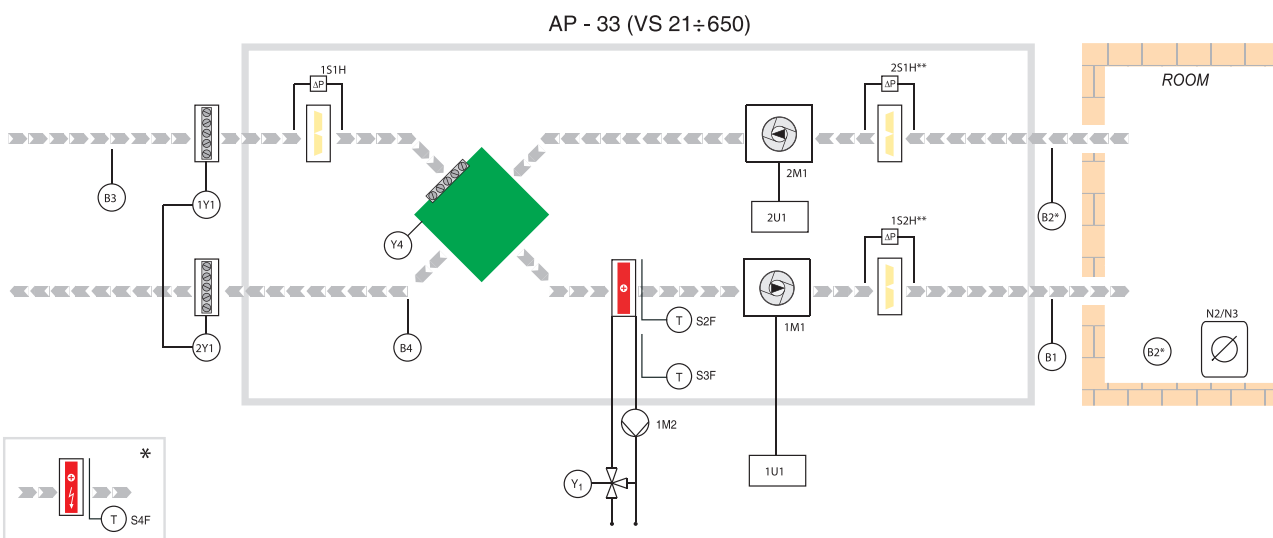 AP - 33 (VS 21÷650)
1S1H
ΔP
2S1H**
ΔP
ROOM
B3
1Y1
2M1
2U1
B2*
Y4
1S2H**
ΔP
2Y1
B4
T S2F
1M1
B1
B2*
N2/N3
T S3F
1M2
1U1
Y1
*
T S4F